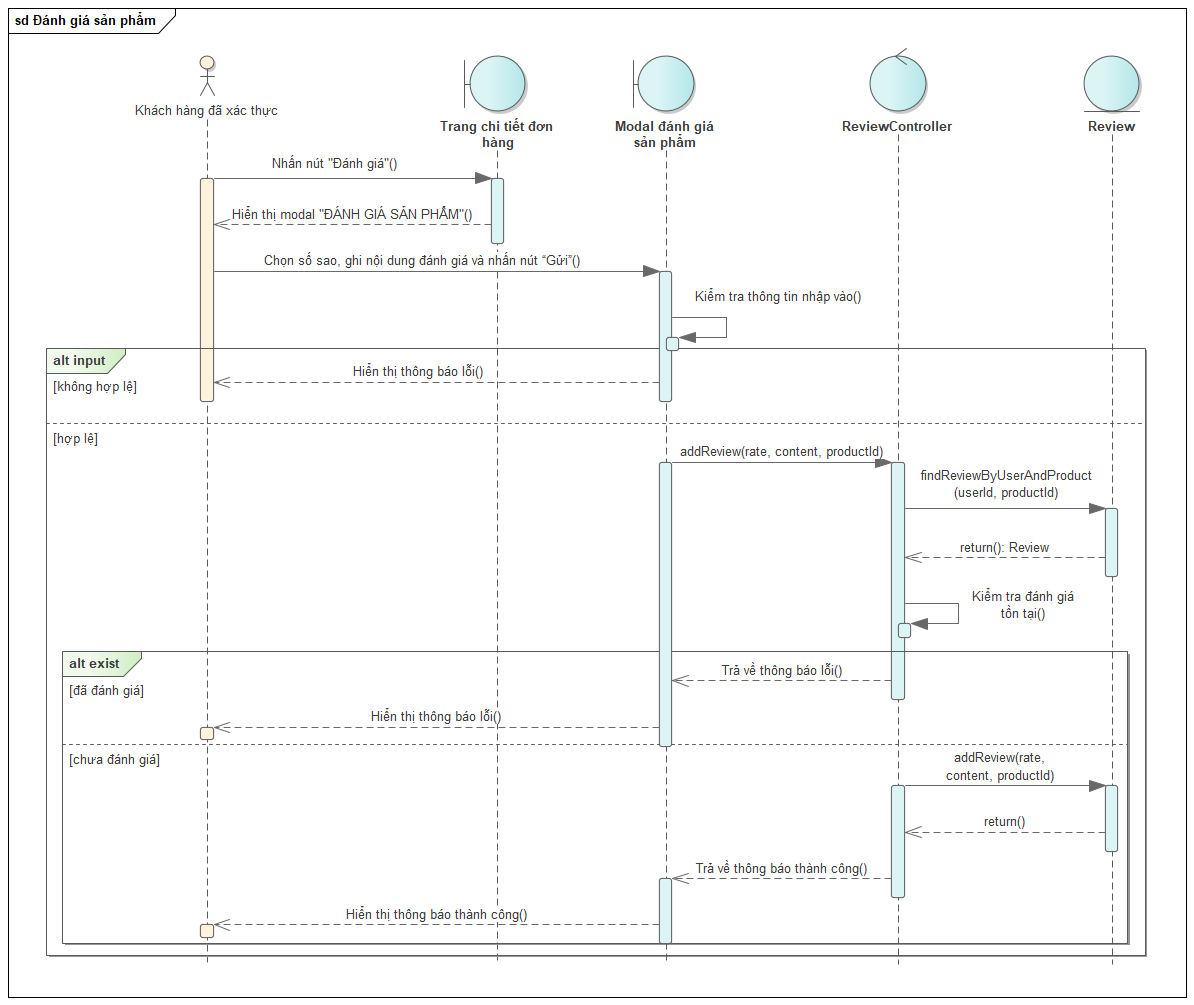 sd Đánh giá sản phẩm
Khách hàng đã xác thực
Trang chi tiết đơn
hàng
Modal đánh giá
sản phẩm
ReviewController
Review
Nhấn nút "Đánh giá"()
Hiển thị modal "ĐÁNH GIÁ SẢN PHẨM"()
Chọn số sao, ghi nội dung đánh giá và nhấn nút “Gửi”()
Kiểm tra thông tin nhập vào()
alt input
[không hợp lệ]
Hiển thị thông báo lỗi()
[hợp lệ]
addReview(rate, content, productId)
findReviewByUserAndProduct
(userId, productId)
return(): Review
Kiểm tra đánh giá
tồn tại()
alt exist
[đã đánh giá]
Trả về thông báo lỗi()
Hiển thị thông báo lỗi()
[chưa đánh giá]
addReview(rate,
content, productId)
return()
Trả về thông báo thành công()
Hiển thị thông báo thành công()